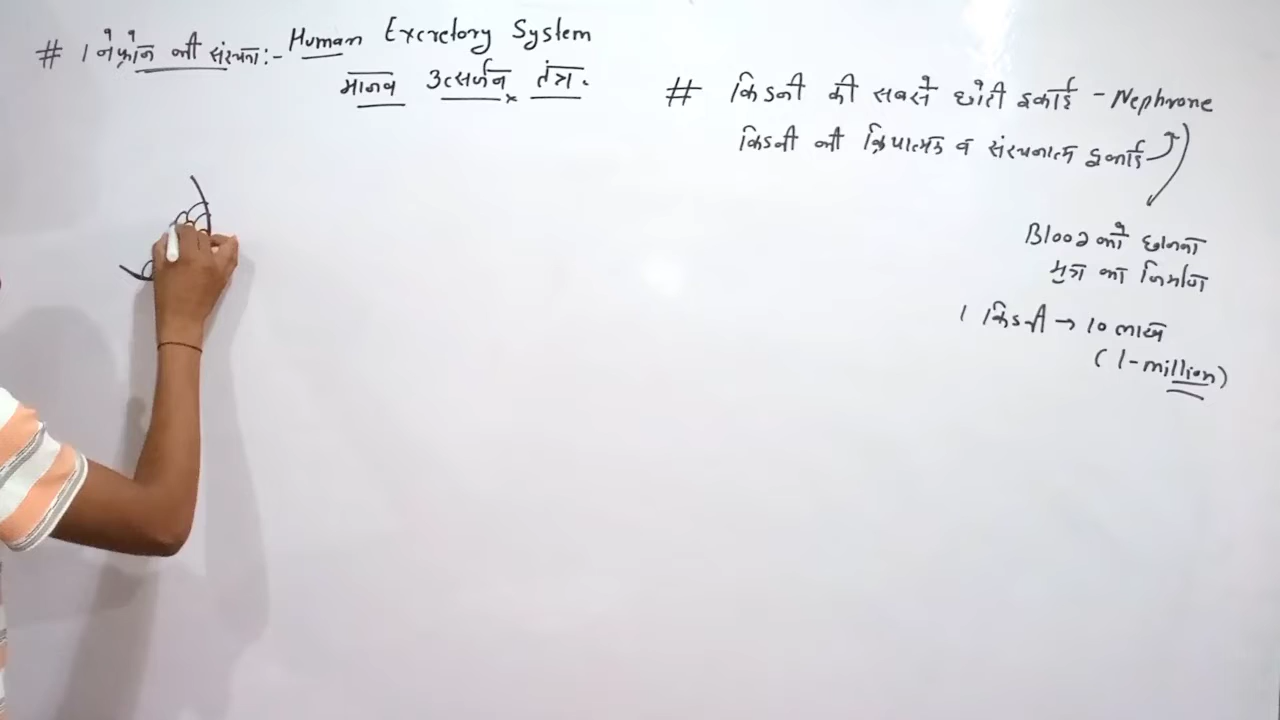 # 1 नेफ्रोन की संरचना :- Human Excretory System
मानव उत्सर्जन तंत्र.
# किडनी की सबसे छोटी इकाई - Nephrone
किडनी की क्रियात्मक व संरचनात्म इकाई
Blood को छानना
मुत्र का निर्माण
1 किडनी → 10 लाख
(1-million)